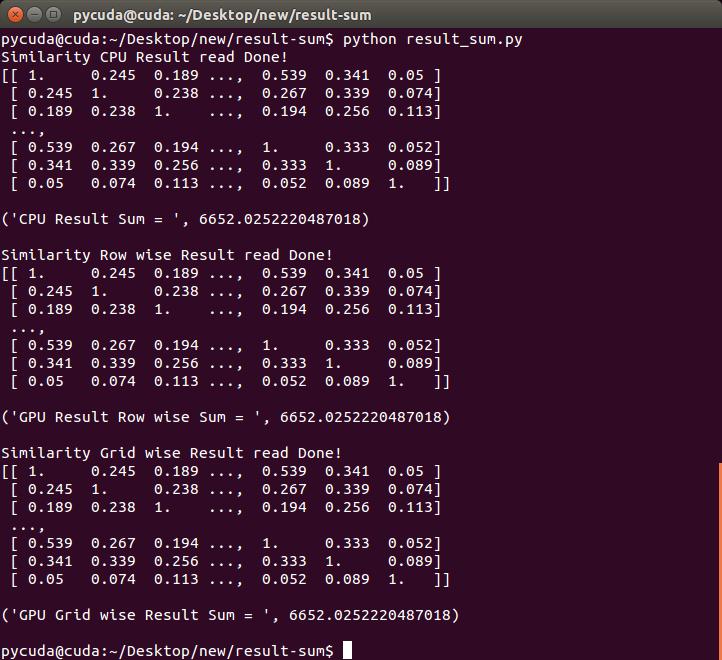 pycuda@cuda: ~/Desktop/new/result-sum
pycuda@cuda:~/Desktop/new/result-sum$ python result_sum.py
Similarity CPU Result read Done!
[[ 1.     0.245  0.189 ...,  0.539  0.341  0.05 ]
 [ 0.245  1.     0.238 ...,  0.267  0.339  0.074]
 [ 0.189  0.238  1.    ...,  0.194  0.256  0.113]
 ...,
 [ 0.539  0.267  0.194 ...,  1.     0.333  0.052]
 [ 0.341  0.339  0.256 ...,  0.333  1.     0.089]
 [ 0.05   0.074  0.113 ...,  0.052  0.089  1.   ]]
('CPU Result Sum = ', 6652.0252220487018)
Similarity Row wise Result read Done!
[[ 1.     0.245  0.189 ...,  0.539  0.341  0.05 ]
 [ 0.245  1.     0.238 ...,  0.267  0.339  0.074]
 [ 0.189  0.238  1.    ...,  0.194  0.256  0.113]
 ...,
 [ 0.539  0.267  0.194 ...,  1.     0.333  0.052]
 [ 0.341  0.339  0.256 ...,  0.333  1.     0.089]
 [ 0.05   0.074  0.113 ...,  0.052  0.089  1.   ]]
('GPU Result Row wise Sum = ', 6652.0252220487018)
Similarity Grid wise Result read Done!
[[ 1.     0.245  0.189 ...,  0.539  0.341  0.05 ]
 [ 0.245  1.     0.238 ...,  0.267  0.339  0.074]
 [ 0.189  0.238  1.    ...,  0.194  0.256  0.113]
 ...,
 [ 0.539  0.267  0.194 ...,  1.     0.333  0.052]
 [ 0.341  0.339  0.256 ...,  0.333  1.     0.089]
 [ 0.05   0.074  0.113 ...,  0.052  0.089  1.   ]]
('GPU Grid wise Result Sum = ', 6652.0252220487018)
pycuda@cuda:~/Desktop/new/result-sum$